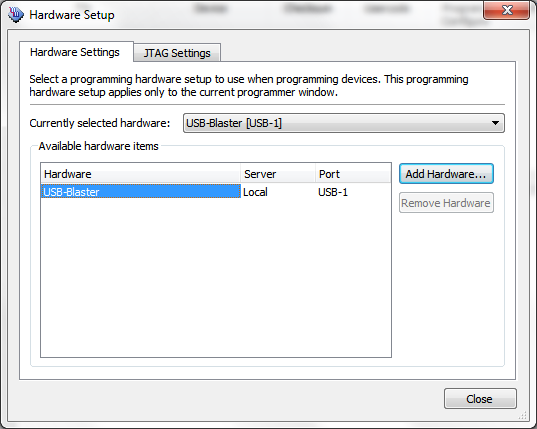 Hardware Setup
Hardware Settings
JTAG Settings
Select a programming hardware setup to use when programming devices. This programming
hardware setup applies only to the current programmer window.
Currently selected hardware: USB-Blaster [USB-1]
Available hardware items
Hardware Server Port
USB-Blaster Local USB-1
Add Hardware...
Remove Hardware
Close